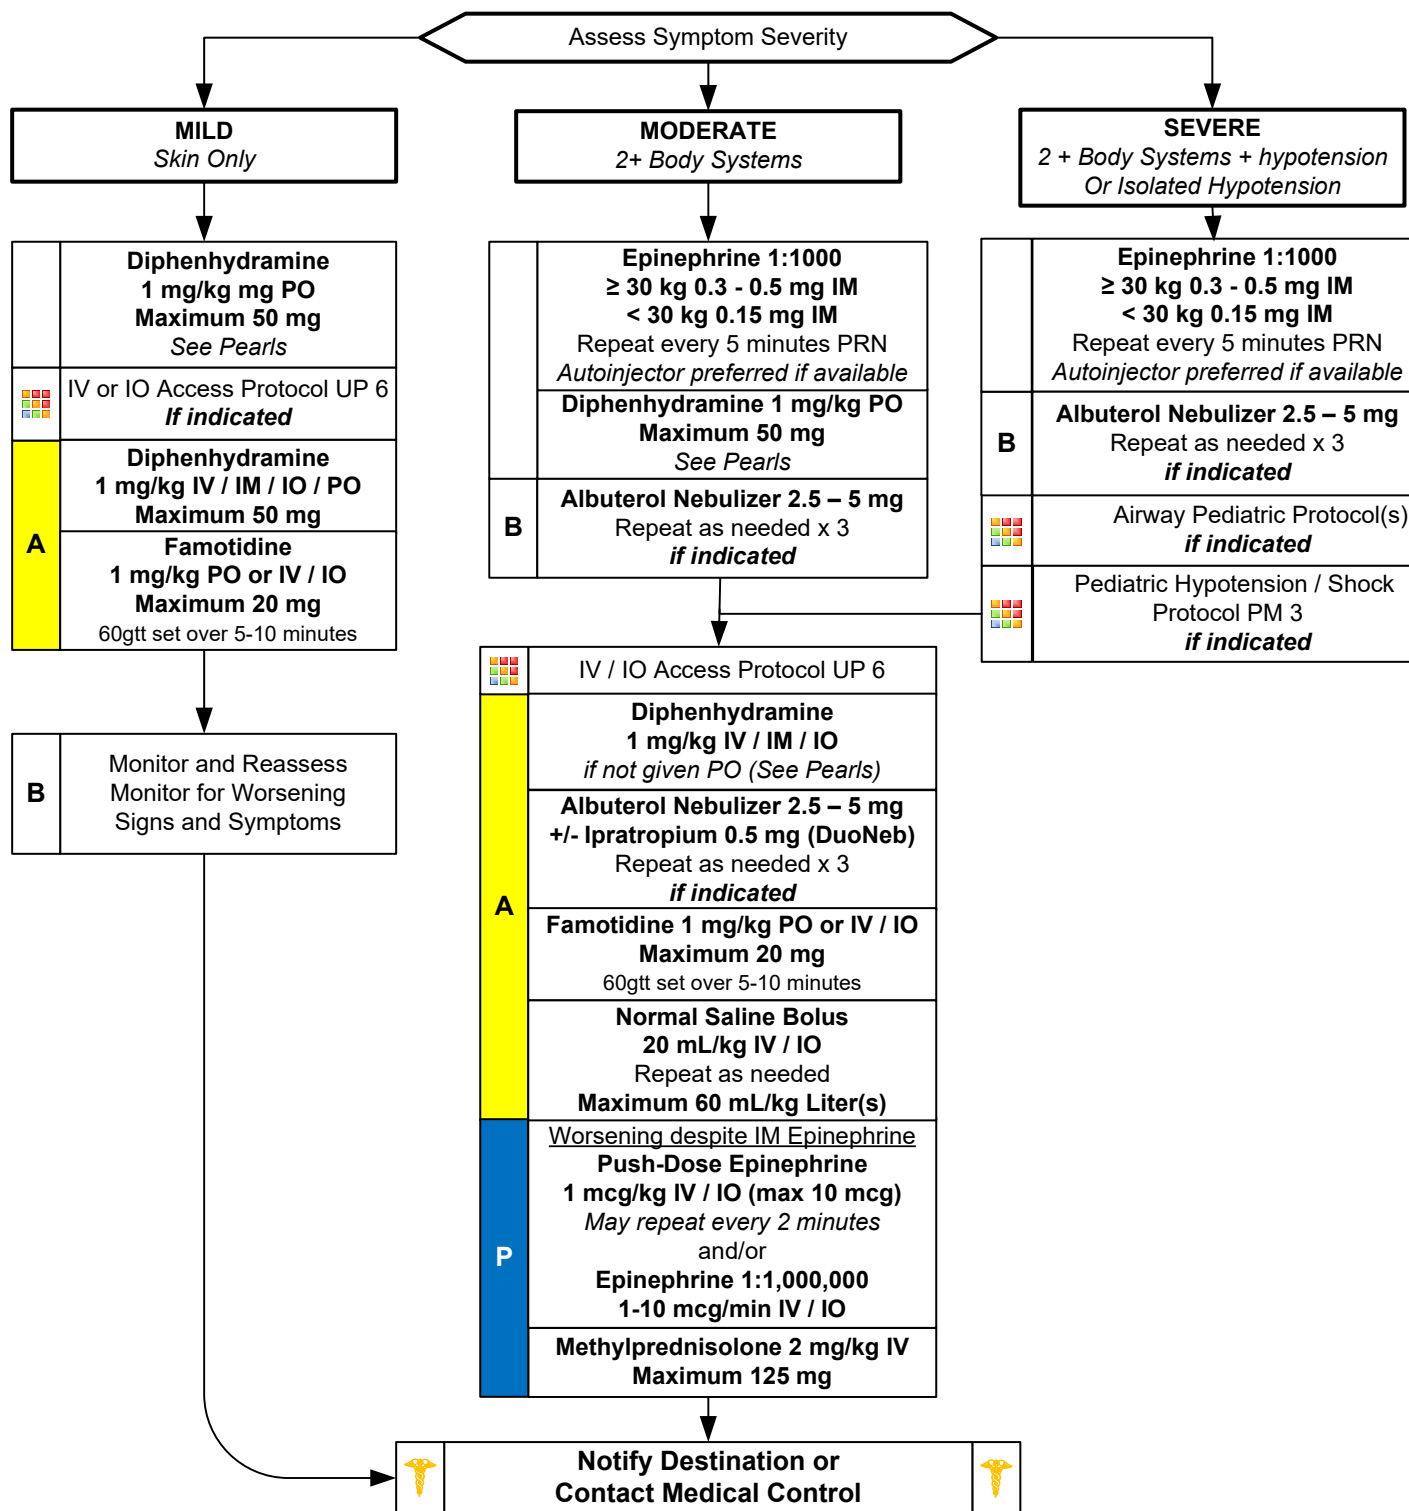 Assess Symptom Severity
MILD
Skin Only
Diphenhydramine
1 mg/kg mg PO
Maximum 50 mg
See Pearls
IV or IO Access Protocol UP 6
If indicated
A
Diphenhydramine
1 mg/kg IV / IM / IO / PO
Maximum 50 mg
Famotidine
1 mg/kg PO or IV / IO
Maximum 20 mg
60gtt set over 5-10 minutes
B
Monitor and Reassess
Monitor for Worsening
Signs and Symptoms
MODERATE
2+ Body Systems
Epinephrine 1:1000
≥ 30 kg 0.3 - 0.5 mg IM
< 30 kg 0.15 mg IM
Repeat every 5 minutes PRN
Autoinjector preferred if available
Diphenhydramine 1 mg/kg PO
Maximum 50 mg
See Pearls
B
Albuterol Nebulizer 2.5 – 5 mg
Repeat as needed x 3
if indicated
SEVERE
2 + Body Systems + hypotension
Or Isolated Hypotension
Epinephrine 1:1000
≥ 30 kg 0.3 - 0.5 mg IM
< 30 kg 0.15 mg IM
Repeat every 5 minutes PRN
Autoinjector preferred if available
B
Albuterol Nebulizer 2.5 – 5 mg
Repeat as needed x 3
if indicated
Airway Pediatric Protocol(s)
if indicated
Pediatric Hypotension / Shock
Protocol PM 3
if indicated
IV / IO Access Protocol UP 6
A
Diphenhydramine
1 mg/kg IV / IM / IO
if not given PO (See Pearls)
Albuterol Nebulizer 2.5 – 5 mg
+/- Ipratropium 0.5 mg (DuoNeb)
Repeat as needed x 3
if indicated
Famotidine 1 mg/kg PO or IV / IO
Maximum 20 mg
60gtt set over 5-10 minutes
Normal Saline Bolus
20 mL/kg IV / IO
Repeat as needed
Maximum 60 mL/kg Liter(s)
P
Worsening despite IM Epinephrine
Push-Dose Epinephrine
1 mcg/kg IV / IO (max 10 mcg)
May repeat every 2 minutes
and/or
Epinephrine 1:1,000,000
1-10 mcg/min IV / IO
Methylprednisolone 2 mg/kg IV
Maximum 125 mg
Notify Destination or
Contact Medical Control